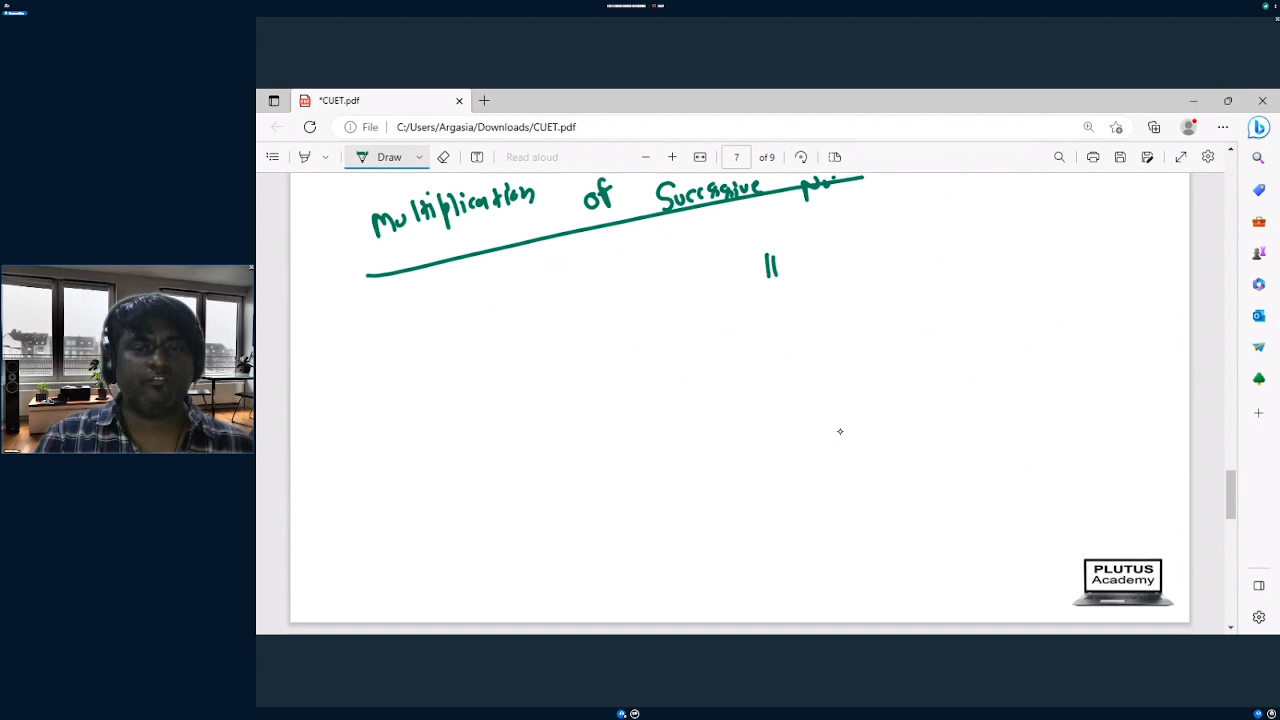 *CUET.pdf
File C:/Users/Argasia/Downloads/CUET.pdf
Draw Read aloud 7 of 9
Multiplication of Successive
11
PLUTUS
Academy